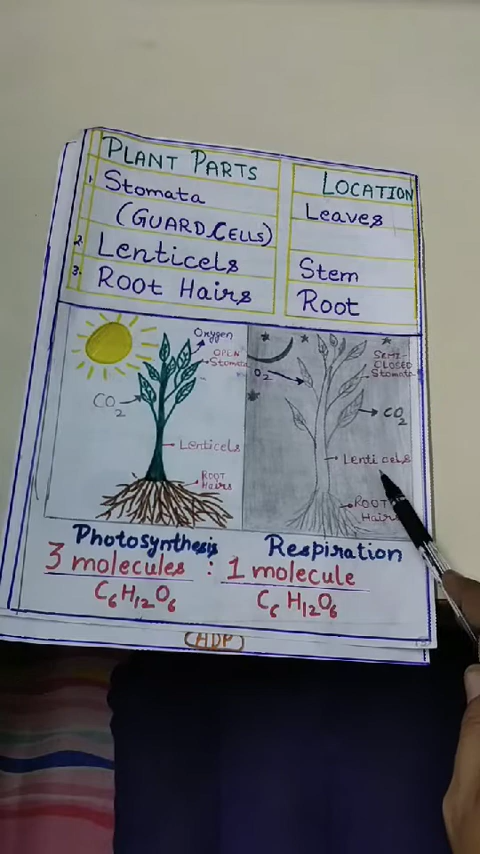 PLANT PARTS
LOCATION
1. Stomata
(GUARD CELLS)
Leaves
2. Lenticels
Stem
3. Root Hairs
Root
Oxygen
OPEN
Stomata
CO2
Lenticels
ROOT
Hairs
O2
SEMI-
CLOSED
Stomata
CO2
Lenticels
ROOT
Hairs
Photosynthesis
Respiration
3 molecules : 1 molecule
C6H12O6
C6H12O6
(ADP)